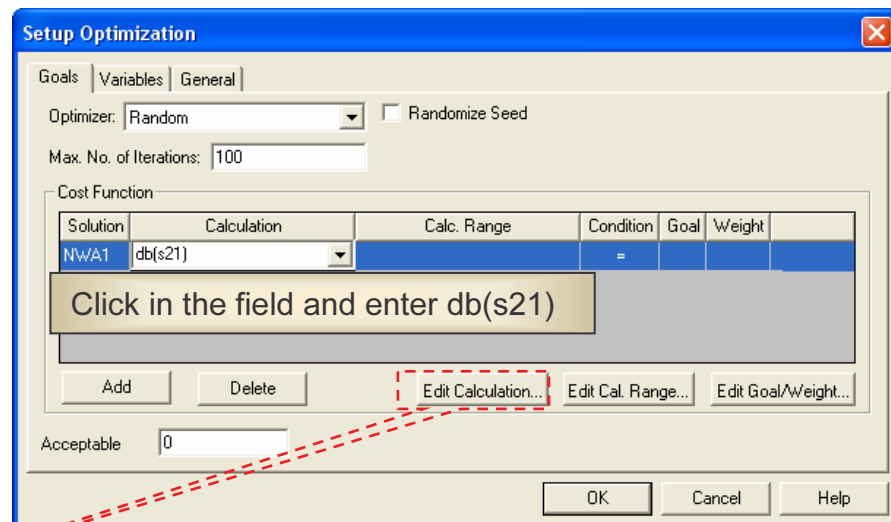 Setup Optimization
Goals Variables General
Optimizer: Random Randomize Seed
Max. No. of Iterations: 100
Cost Function
Solution Calculation Calc. Range Condition Goal Weight
NWA1 db(s21) =
Click in the field and enter db(s21)
Add Delete Edit Calculation... Edit Cal. Range... Edit Goal/Weight...
Acceptable 0
OK Cancel Help